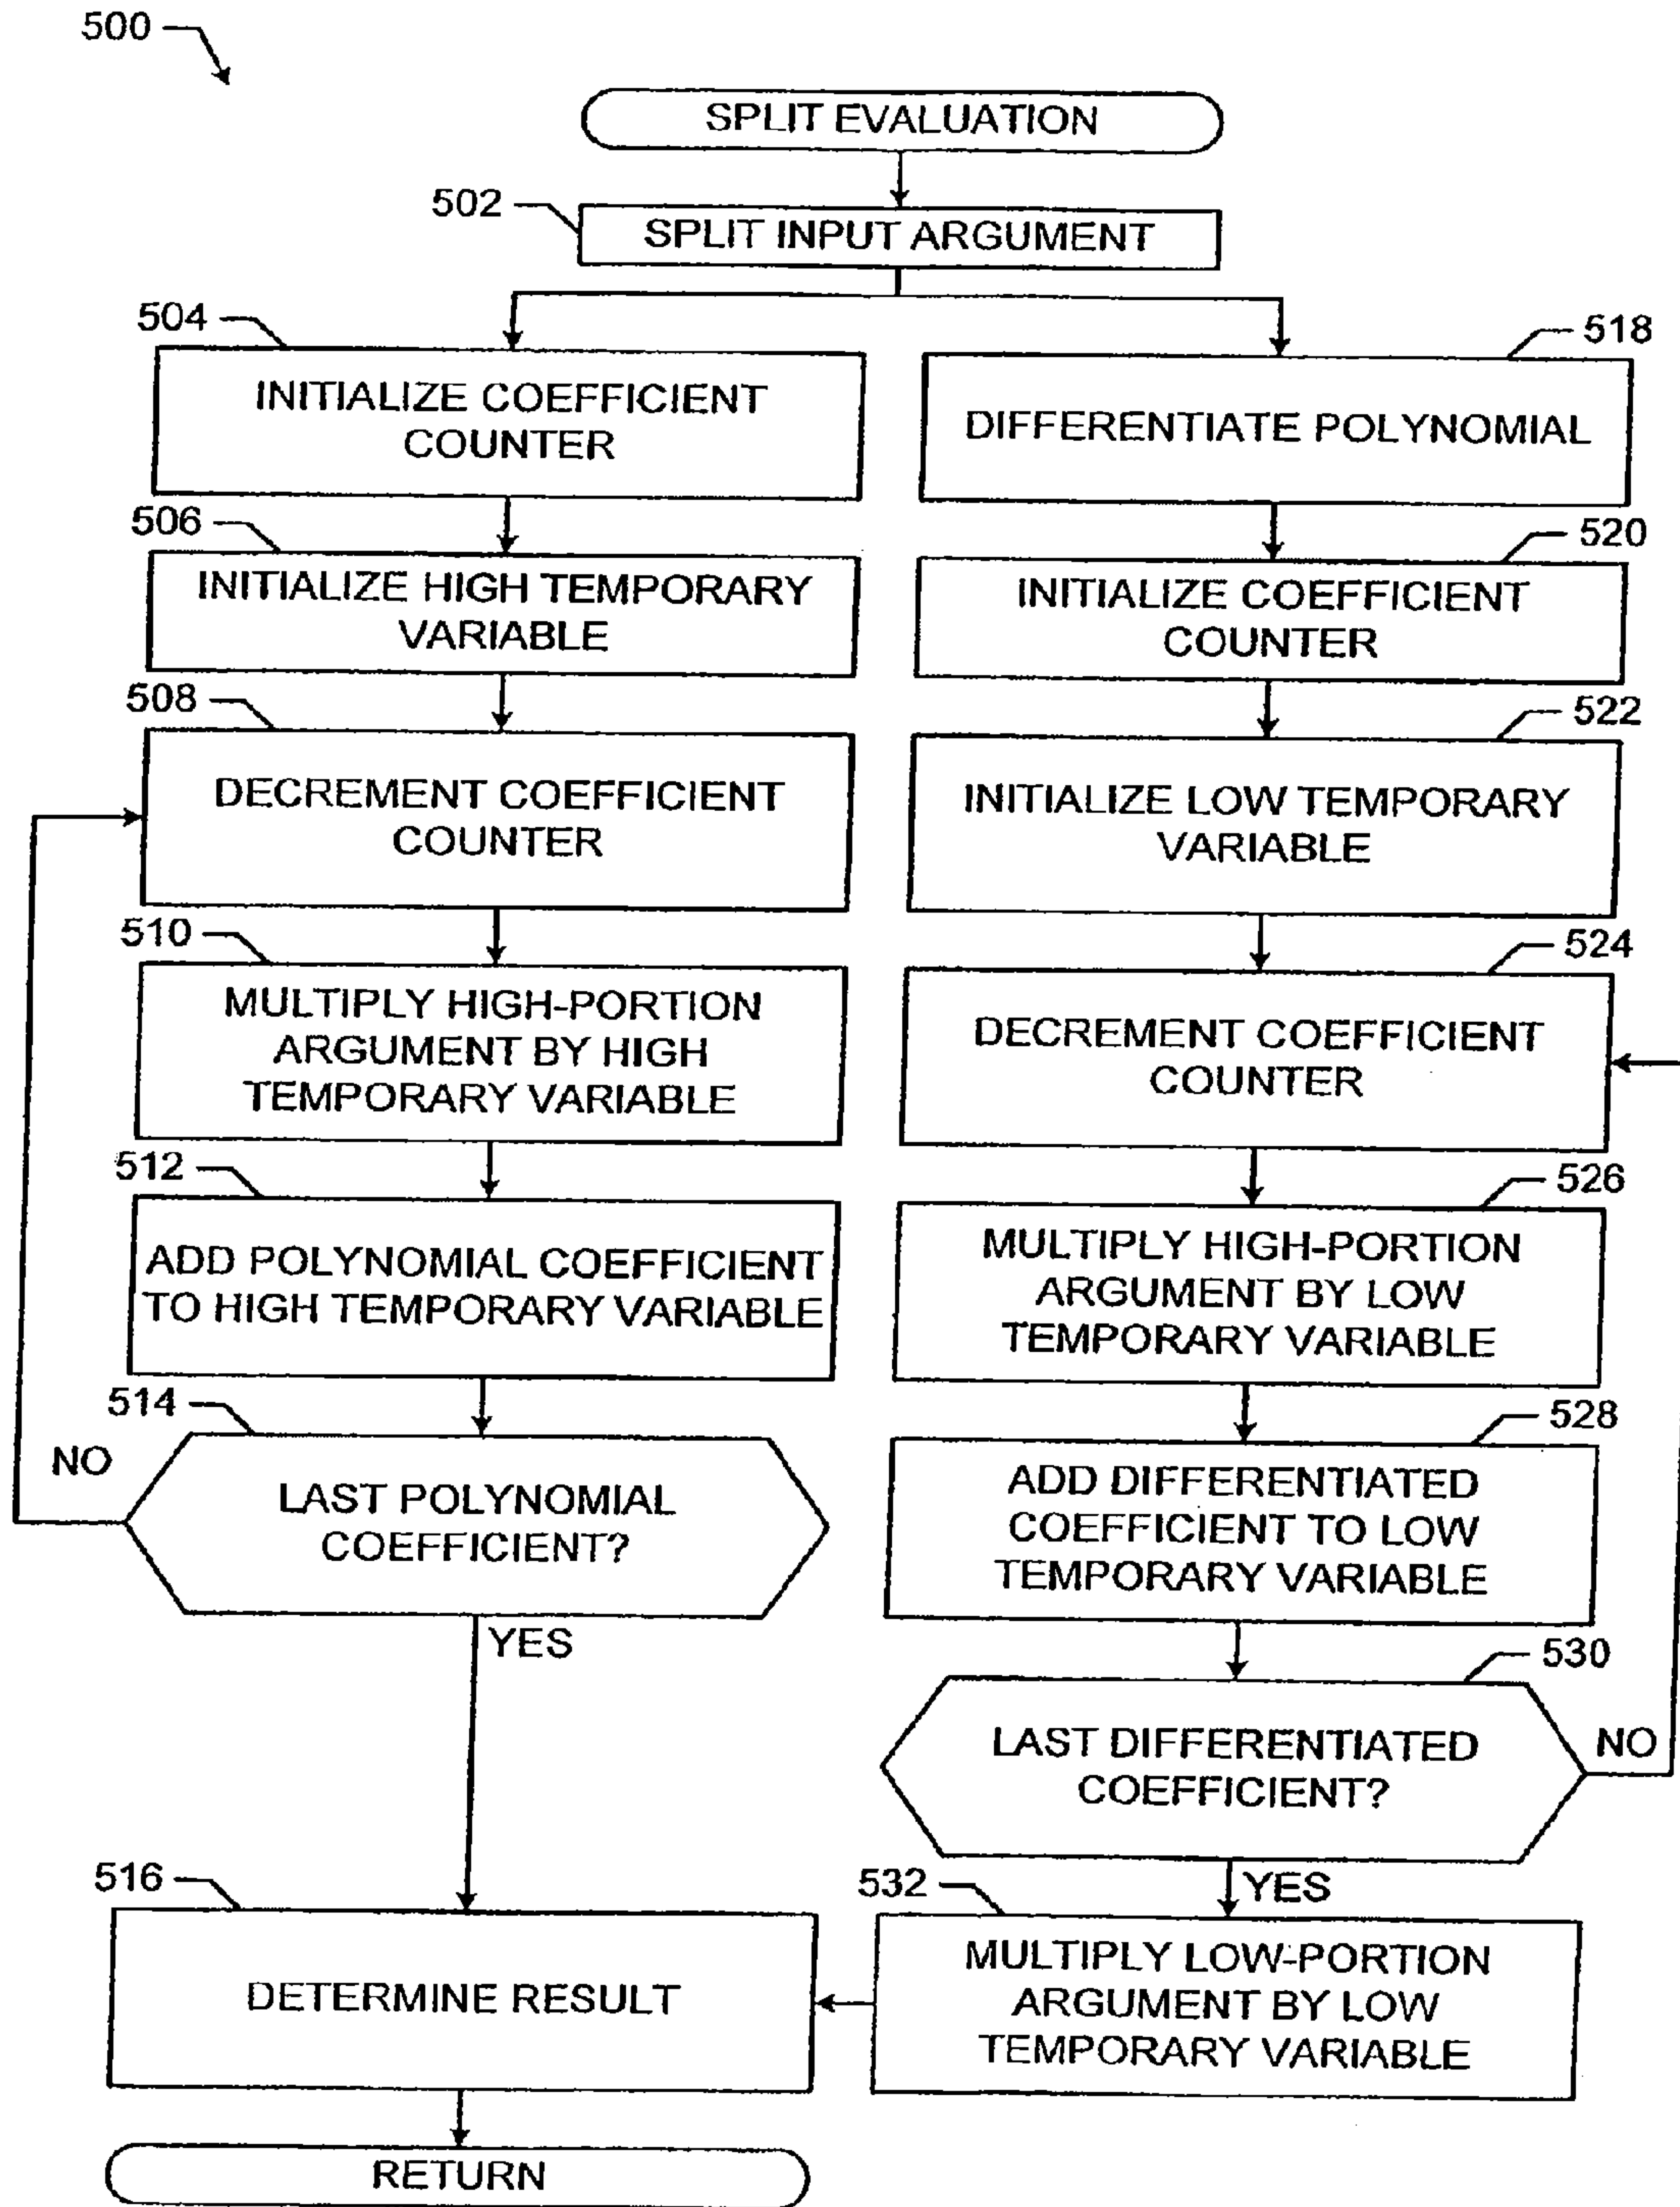 500
SPLIT EVALUATION
502
SPLIT INPUT ARGUMENT
504
INITIALIZE COEFFICIENT
COUNTER
506
INITIALIZE HIGH TEMPORARY
VARIABLE
508
DECREMENT COEFFICIENT
COUNTER
510
MULTIPLY HIGH-PORTION
ARGUMENT BY HIGH
TEMPORARY VARIABLE
512
ADD POLYNOMIAL COEFFICIENT
TO HIGH TEMPORARY VARIABLE
514
NO
LAST POLYNOMIAL
COEFFICIENT?
YES
516
DETERMINE RESULT
RETURN
518
DIFFERENTIATE POLYNOMIAL
520
INITIALIZE COEFFICIENT
COUNTER
522
INITIALIZE LOW TEMPORARY
VARIABLE
524
DECREMENT COEFFICIENT
COUNTER
526
MULTIPLY HIGH-PORTION
ARGUMENT BY LOW
TEMPORARY VARIABLE
528
ADD DIFFERENTIATED
COEFFICIENT TO LOW
TEMPORARY VARIABLE
530
LAST DIFFERENTIATED
COEFFICIENT?
NO
YES
532
MULTIPLY LOW-PORTION
ARGUMENT BY LOW
TEMPORARY VARIABLE